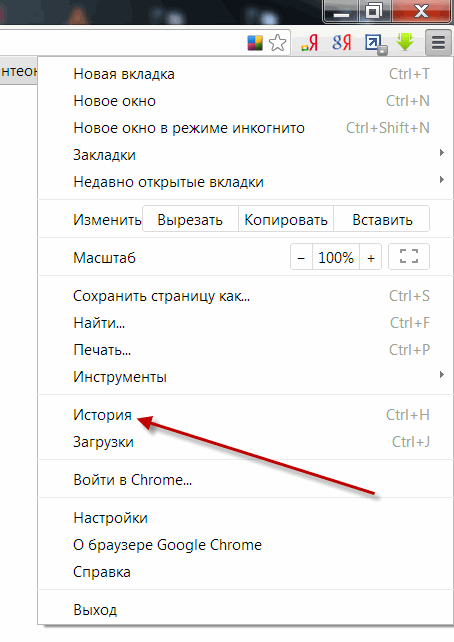 .Я 8Я
нтеон
Новая вкладка Ctrl+T
Новое окно Ctrl+N
Новое окно в режиме инкогнито Ctrl+Shift+N
Закладки
Недавно открытые вкладки
Изменить Вырезать Копировать Вставить
Масштаб − 100% +
Сохранить страницу как... Ctrl+S
Найти... Ctrl+F
Печать... Ctrl+P
Инструменты
История Ctrl+H
Загрузки Ctrl+J
Войти в Chrome...
Настройки
О браузере Google Chrome
Справка
Выход